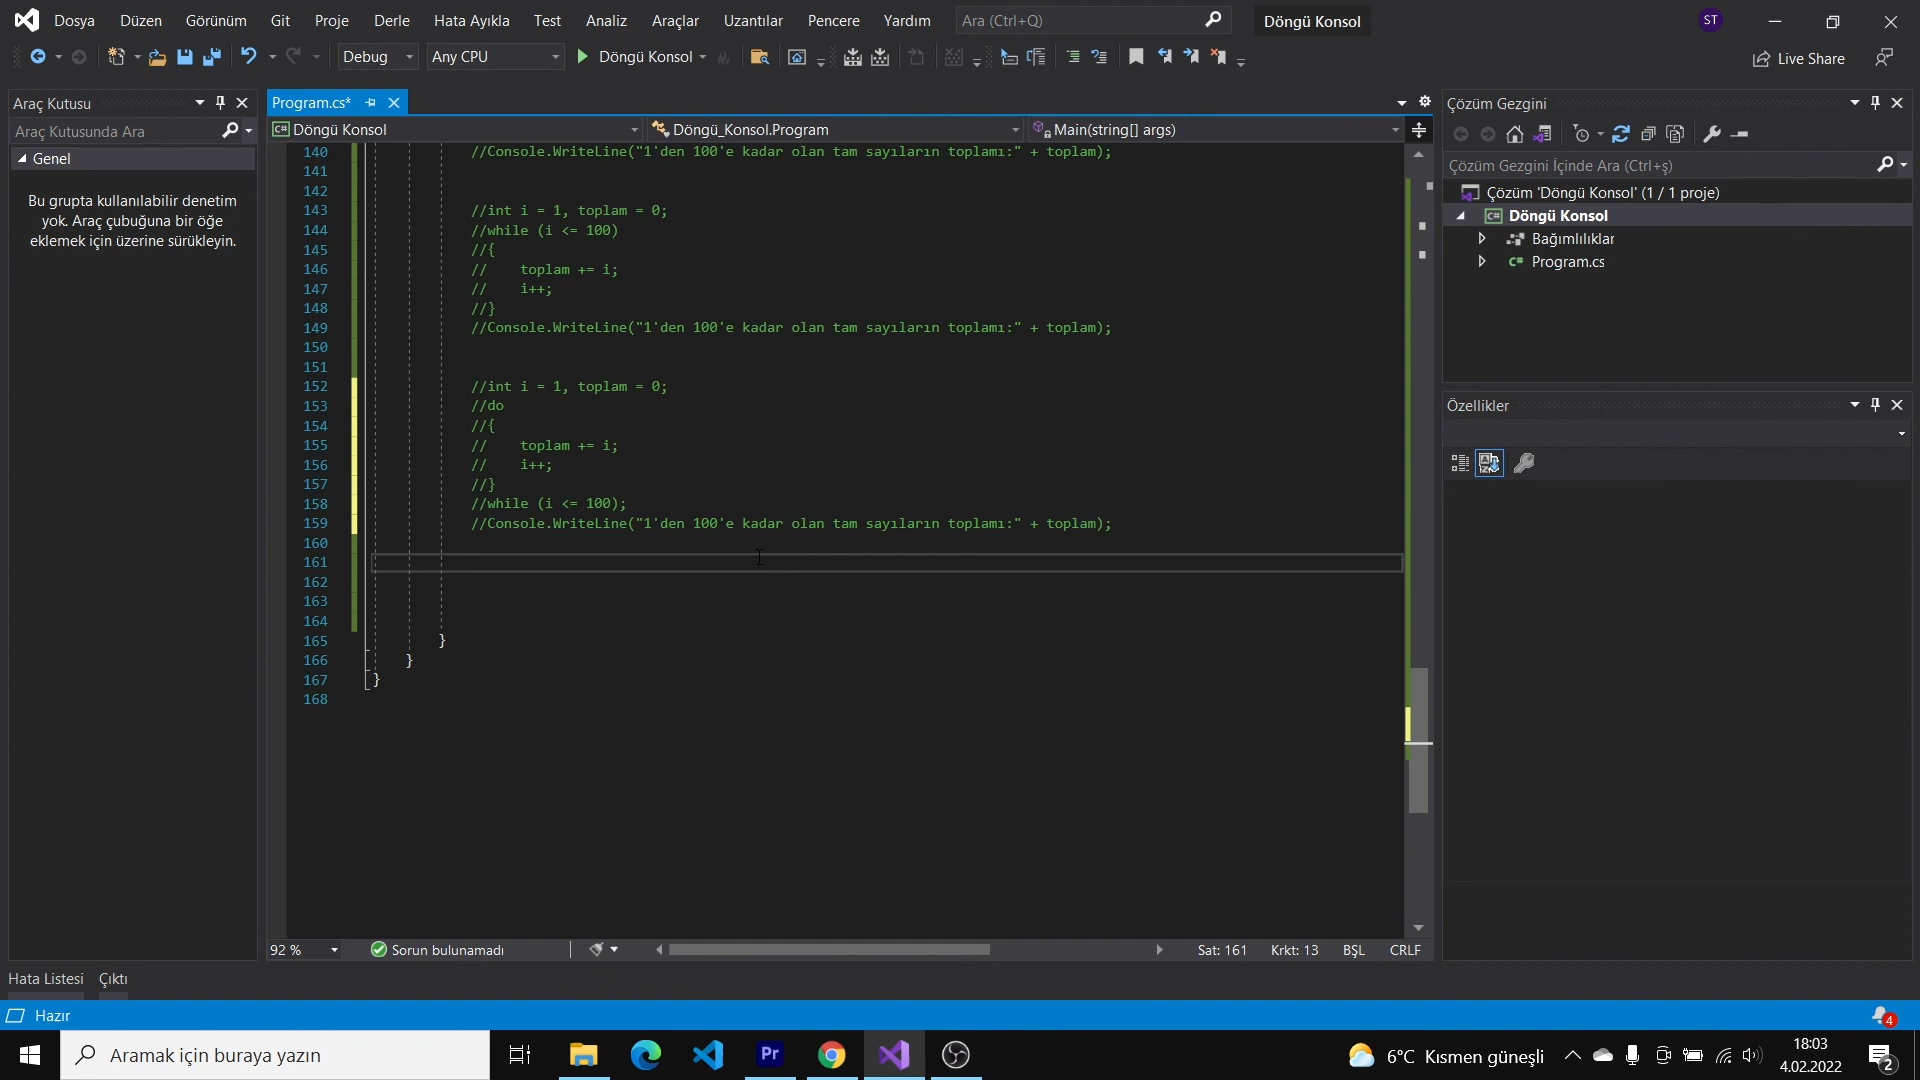 Dosya Düzen Görünüm Git Proje Derle Hata Ayıkla Test Analiz Araçlar Uzantılar Pencere Yardım Ara (Ctrl+Q) Döngü Konsol ST
Debug Any CPU Döngü Konsol Live Share
Araç Kutusu
Araç Kutusunda Ara
Genel
Bu grupta kullanılabilir denetim
yok. Araç çubuğuna bir öğe
eklemek için üzerine sürükleyin.
Program.cs*
Döngü Konsol Döngü_Konsol.Program Main(string[] args)
140 //Console.WriteLine("1'den 100'e kadar olan tam sayıların toplamı:" + toplam);
141
142
143 //int i = 1, toplam = 0;
144 //while (i <= 100)
145 //{
146 // toplam += i;
147 // i++;
148 //}
149 //Console.WriteLine("1'den 100'e kadar olan tam sayıların toplamı:" + toplam);
150
151
152 //int i = 1, toplam = 0;
153 //do
154 //{
155 // toplam += i;
156 // i++;
157 //}
158 //while (i <= 100);
159 //Console.WriteLine("1'den 100'e kadar olan tam sayıların toplamı:" + toplam);
160
161
162
163
164
165 }
166 }
167 }
168
92 % Sorun bulunamadı Sat: 161 Krkt: 13 BŞL CRLF
Çözüm Gezgini
Çözüm Gezgini İçinde Ara (Ctrl+ş)
Çözüm 'Döngü Konsol' (1 / 1 proje)
C# Döngü Konsol
Bağımlılıklar
C# Program.cs
Özellikler
Hata Listesi Çıktı
Hazır 4
Aramak için buraya yazın Pr 6°C Kısmen güneşli 18:03
4.02.2022 2